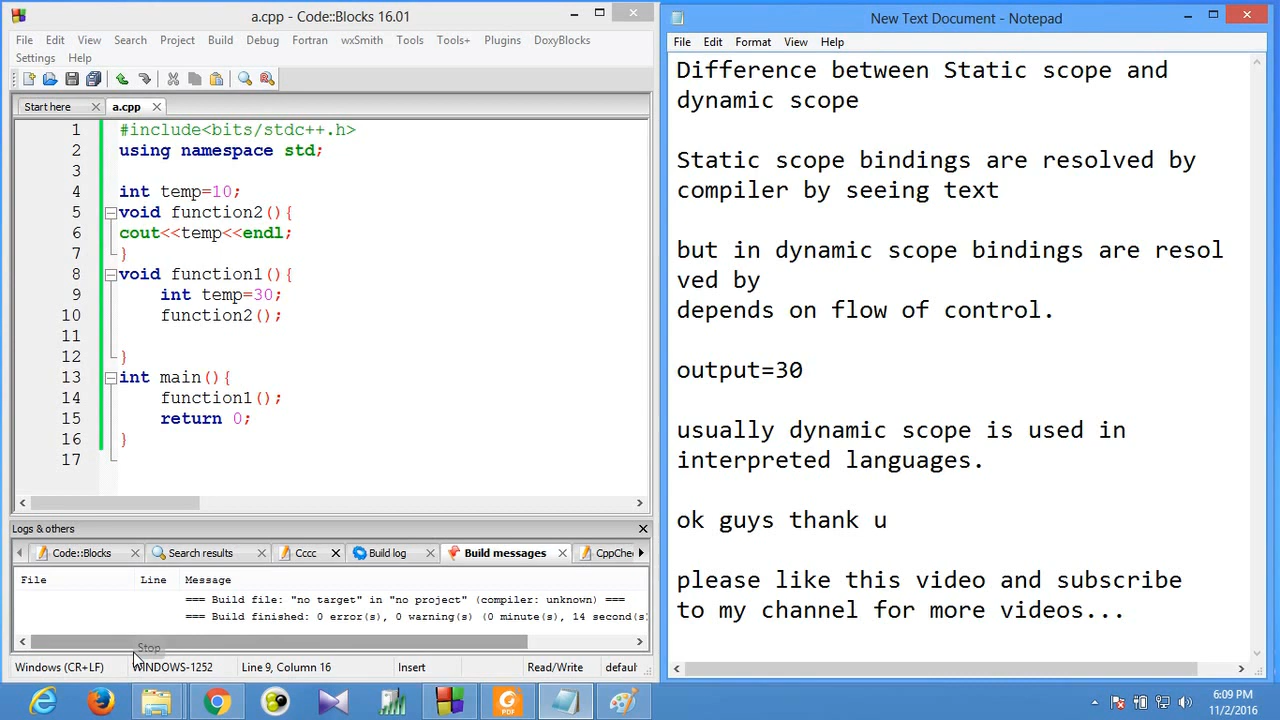 a.cpp - Code::Blocks 16.01
File Edit View Search Project Build Debug Fortran wxSmith Tools Tools+ Plugins DoxyBlocks
Settings Help
Start here a.cpp
1 #include<bits/stdc++.h>
2 using namespace std;
3
4 int temp=10;
5 void function2(){
6 cout<<temp<<endl;
7 }
8 void function1(){
9 int temp=30;
10 function2();
11
12 }
13 int main(){
14 function1();
15 return 0;
16 }
17
Logs & others
Code::Blocks Search results Cccc Build log Build messages CppChe
File Line Message
=== Build file: "no target" in "no project" (compiler: unknown) ===
=== Build finished: 0 error(s), 0 warning(s) (0 minute(s), 14 second(s)
Stop
Windows (CR+LF) WINDOWS-1252 Line 9, Column 16 Insert Read/Write defaul
New Text Document - Notepad
File Edit Format View Help
Difference between Static scope and
dynamic scope
Static scope bindings are resolved by
compiler by seeing text
but in dynamic scope bindings are resol
ved by
depends on flow of control.
output=30
usually dynamic scope is used in
interpreted languages.
ok guys thank u
please like this video and subscribe
to my channel for more videos...
PDF
6:09 PM
11/2/2016